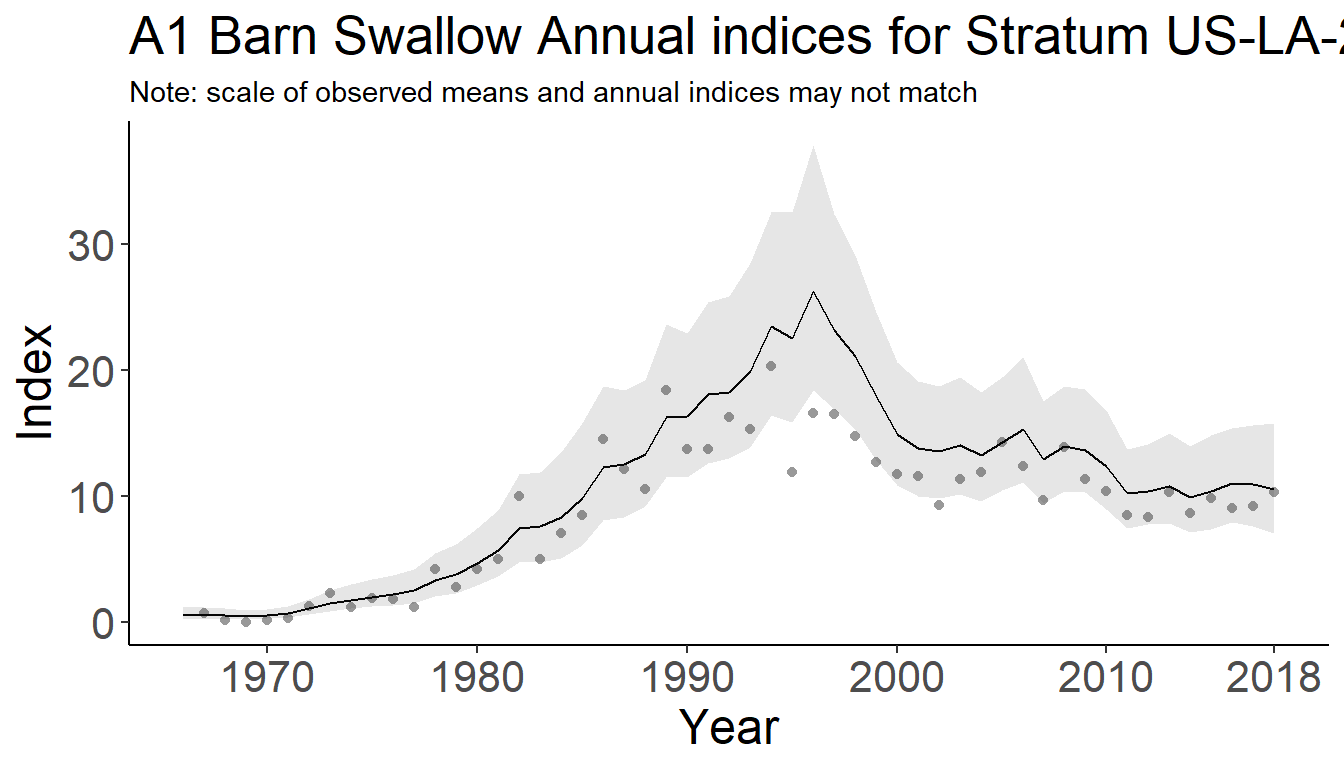 A1 Barn Swallow Annual indices for Stratum US-LA-2
Note: scale of observed means and annual indices may not match
Index
30
20
10
0
1970 1980 1990 2000 2010 2018
Year